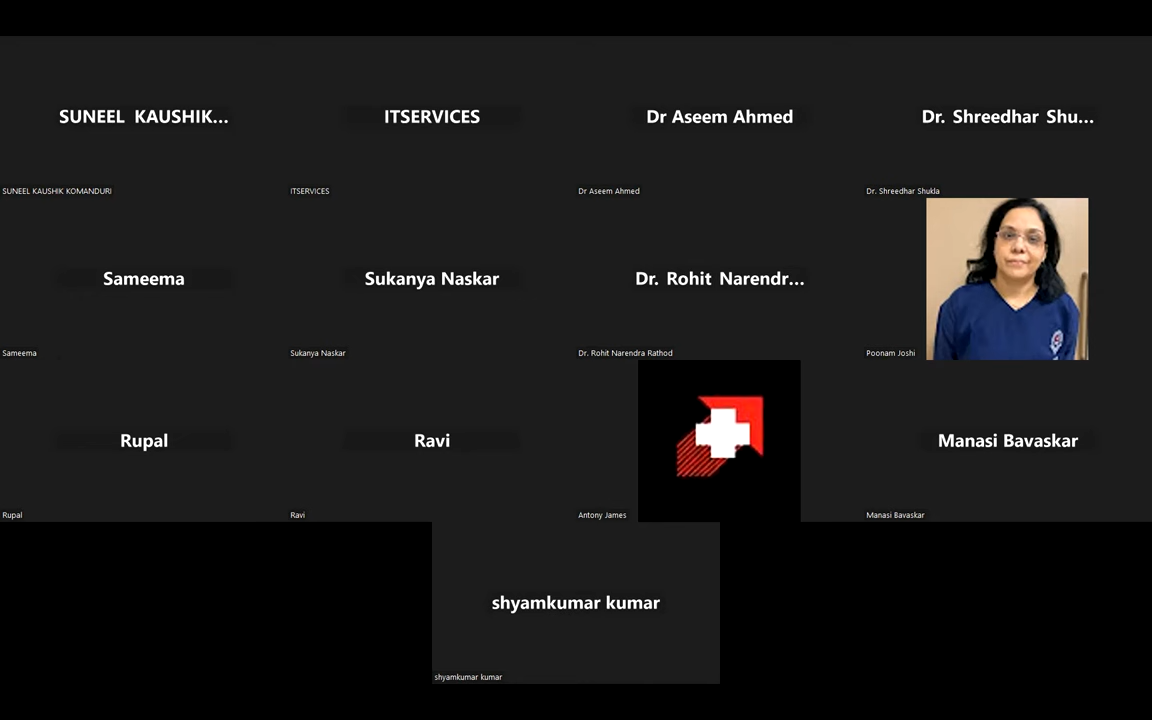 SUNEEL KAUSHIK...
ITSERVICES
Dr Aseem Ahmed
Dr. Shreedhar Shu...
SUNEEL KAUSHIK KOMANDURI
ITSERVICES
Dr Aseem Ahmed
Dr. Shreedhar Shukla
Sameema
Sukanya Naskar
Dr. Rohit Narendr...
Sameema
Sukanya Naskar
Dr. Rohit Narendra Rathod
Poonam Joshi
Rupal
Ravi
Manasi Bavaskar
Rupal
Ravi
Antony James
Manasi Bavaskar
shyamkumar kumar
shyamkumar kumar